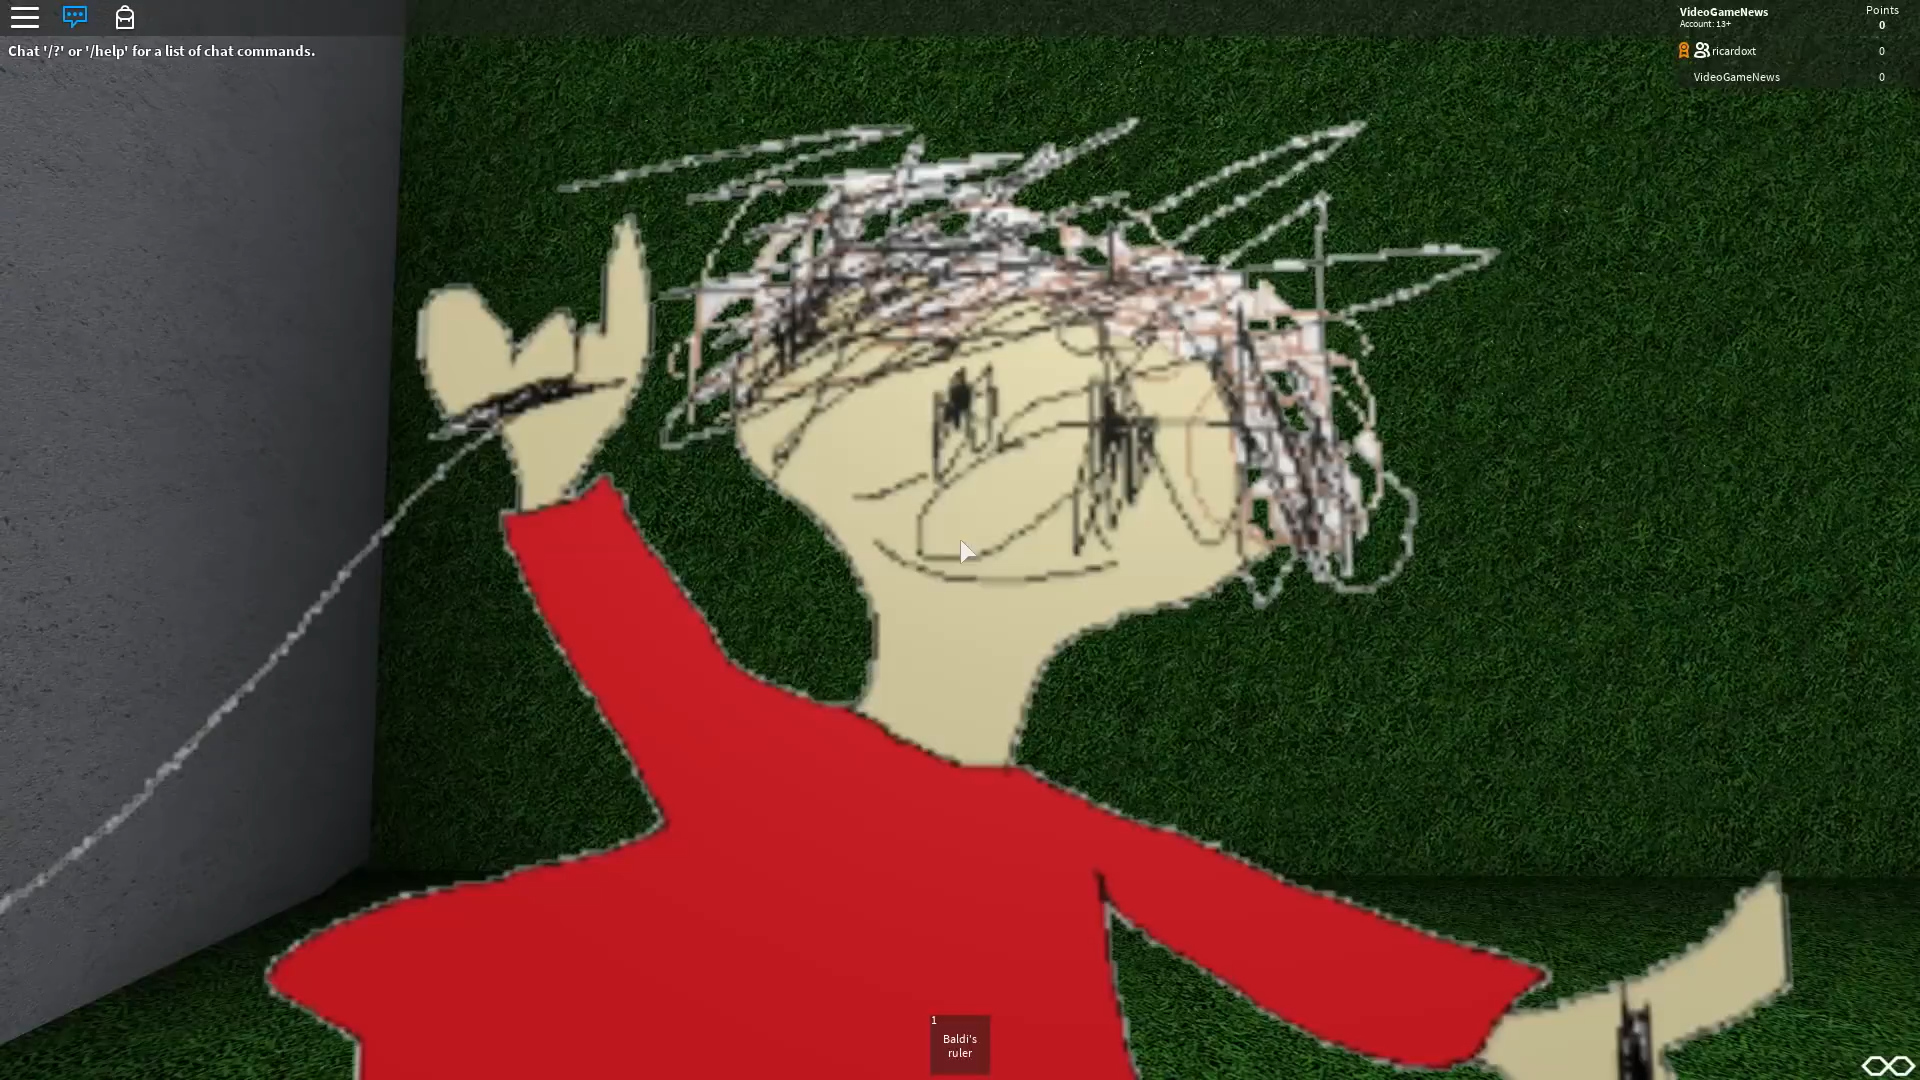 Chat '/?' or '/help' for a list of chat commands.
VideoGameNews
Account: 13+
Points
0
ricardoxt 0
VideoGameNews 0
1
Baldi's
ruler